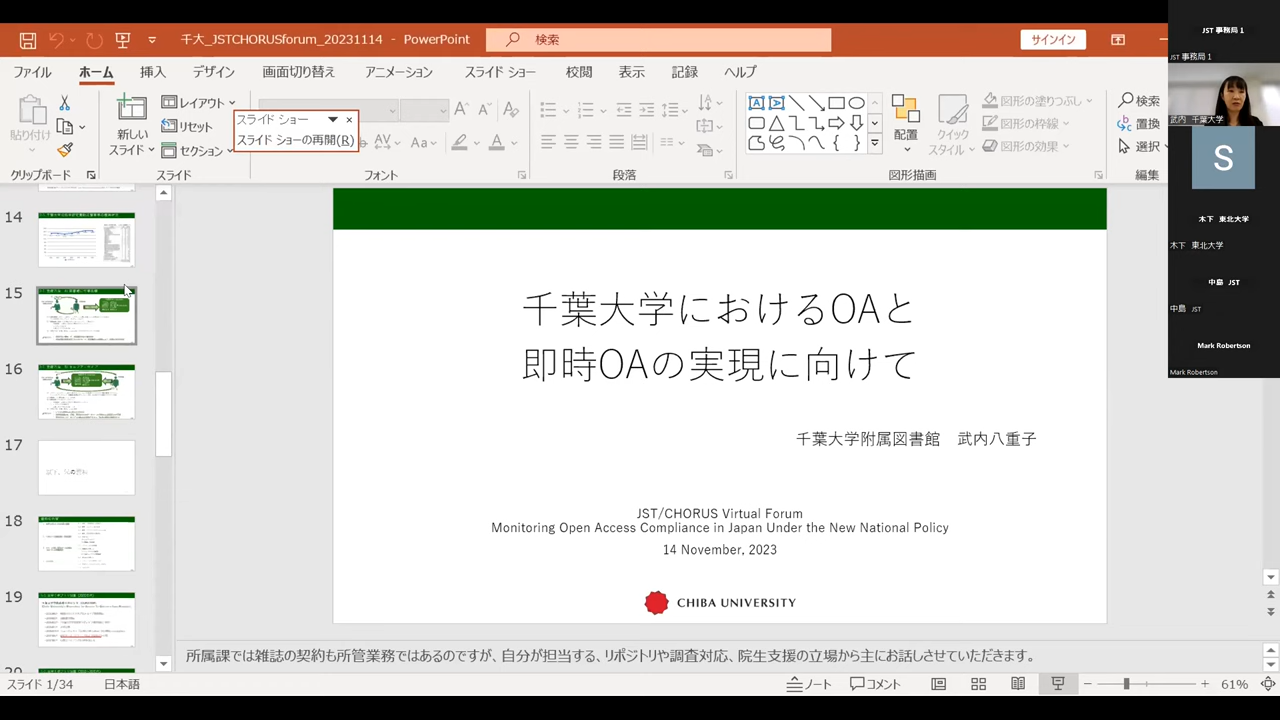 千大_JSTCHORUSforum_20231114 - PowerPoint
検索
サインイン
ファイル
ホーム
挿入
デザイン
画面切り替え
アニメーション
スライド ショー
校閲
表示
記録
ヘルプ
貼り付け
新しい
スライド
レイアウト
リセット
セクション
スライド ショー
スライド ショーの再開(R)
配置
クイック
スタイル
図形の塗りつぶし
図形の枠線
図形の効果
検索
置換
選択
クリップボード
スライド
フォント
段落
図形描画
編集
14
15
16
17
18
19
千葉大学におけるOAと
即時OAの実現に向けて
千葉大学附属図書館 武内八重子
JST/CHORUS Virtual Forum
Monitoring Open Access Compliance in Japan Under the New National Policy
14 November, 2023
CHIBA UNIVERSITY
所属課では雑誌の契約も所管業務ではあるのですが、自分が担当する、リポジトリや調査対応、院生支援の立場から主にお話しさせていただきます。
スライド 1/34
日本語
ノート
コメント
61%
JST 事務局 1
JST 事務局 1
武内 千葉大学
S
木下 東北大学
木下 東北大学
中島 JST
中島 JST
Mark Robertson
Mark Robertson